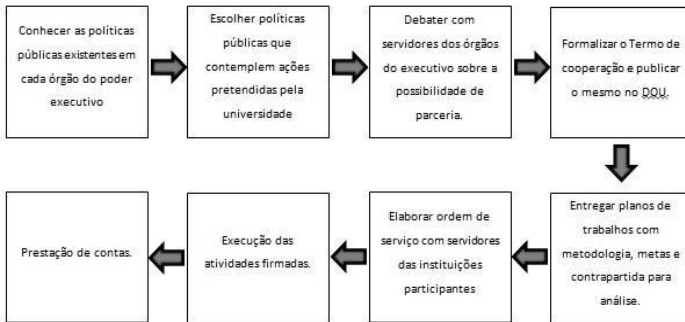 Conhecer as políticas
públicas existentes em
cada órgão do poder
executivo
Escolher políticas
públicas que
contemplem ações
pretendidas pela
universidade
Debater com
servidores dos órgãos
do executivo sobre a
possibilidade de
parceria.
Formalizar o Termo de
cooperação e publicar
o mesmo no DOU.
Entregar planos de
trabalhos com
metodologia, metas e
contrapartida para
análise.
Elaborar ordem de
serviço com servidores
das instituições
participantes
Execução das
atividades firmadas.
Prestação de contas.